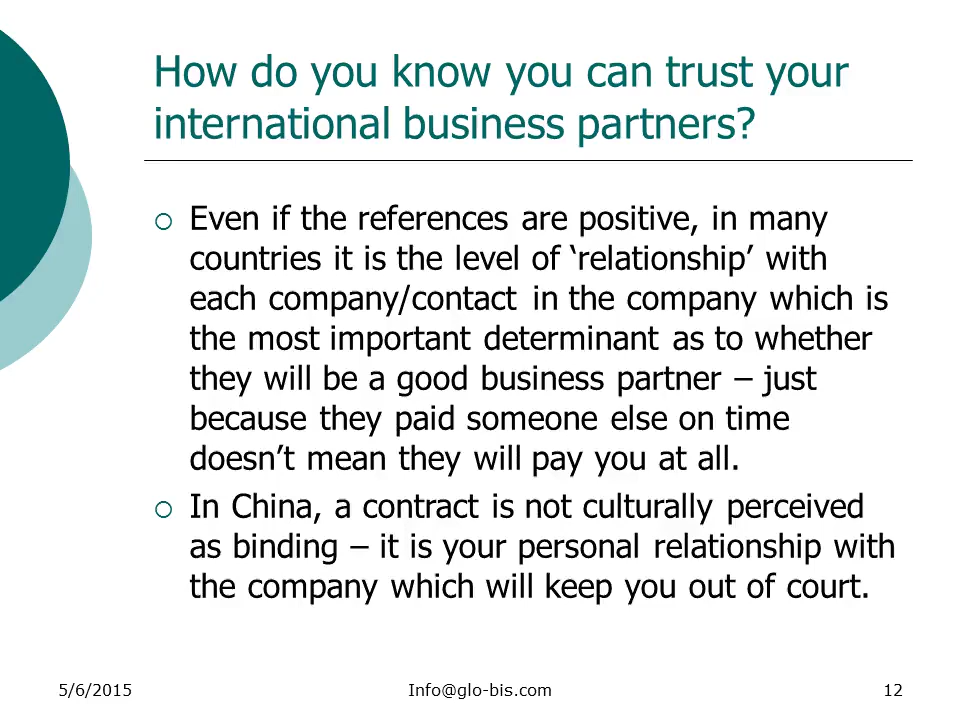 How do you know you can trust your
international business partners?
Even if the references are positive, in many
countries it is the level of ‘relationship’ with
each company/contact in the company which is
the most important determinant as to whether
they will be a good business partner – just
because they paid someone else on time
doesn’t mean they will pay you at all.
In China, a contract is not culturally perceived
as binding – it is your personal relationship with
the company which will keep you out of court.
5/6/2015
Info@glo-bis.com
12